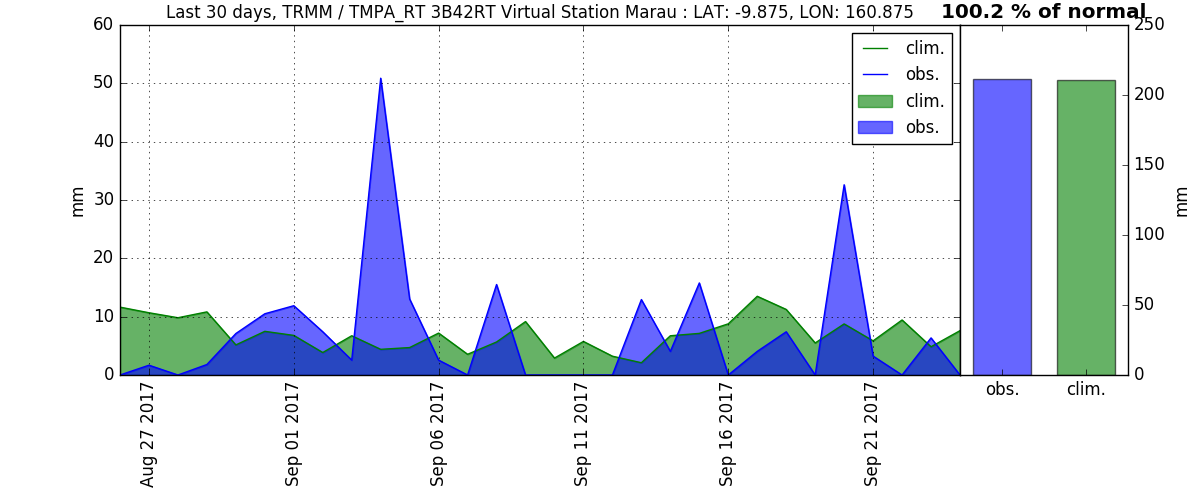 Last 30 days, TRMM / TMPA_RT 3B42RT Virtual Station Marau : LAT: -9.875, LON: 160.875
100.2 % of normal
clim.
obs.
clim.
obs.
mm
60
50
40
30
20
10
0
Aug 27 2017
Sep 01 2017
Sep 06 2017
Sep 11 2017
Sep 16 2017
Sep 21 2017
250
200
150
100
50
0
mm
obs.
clim.